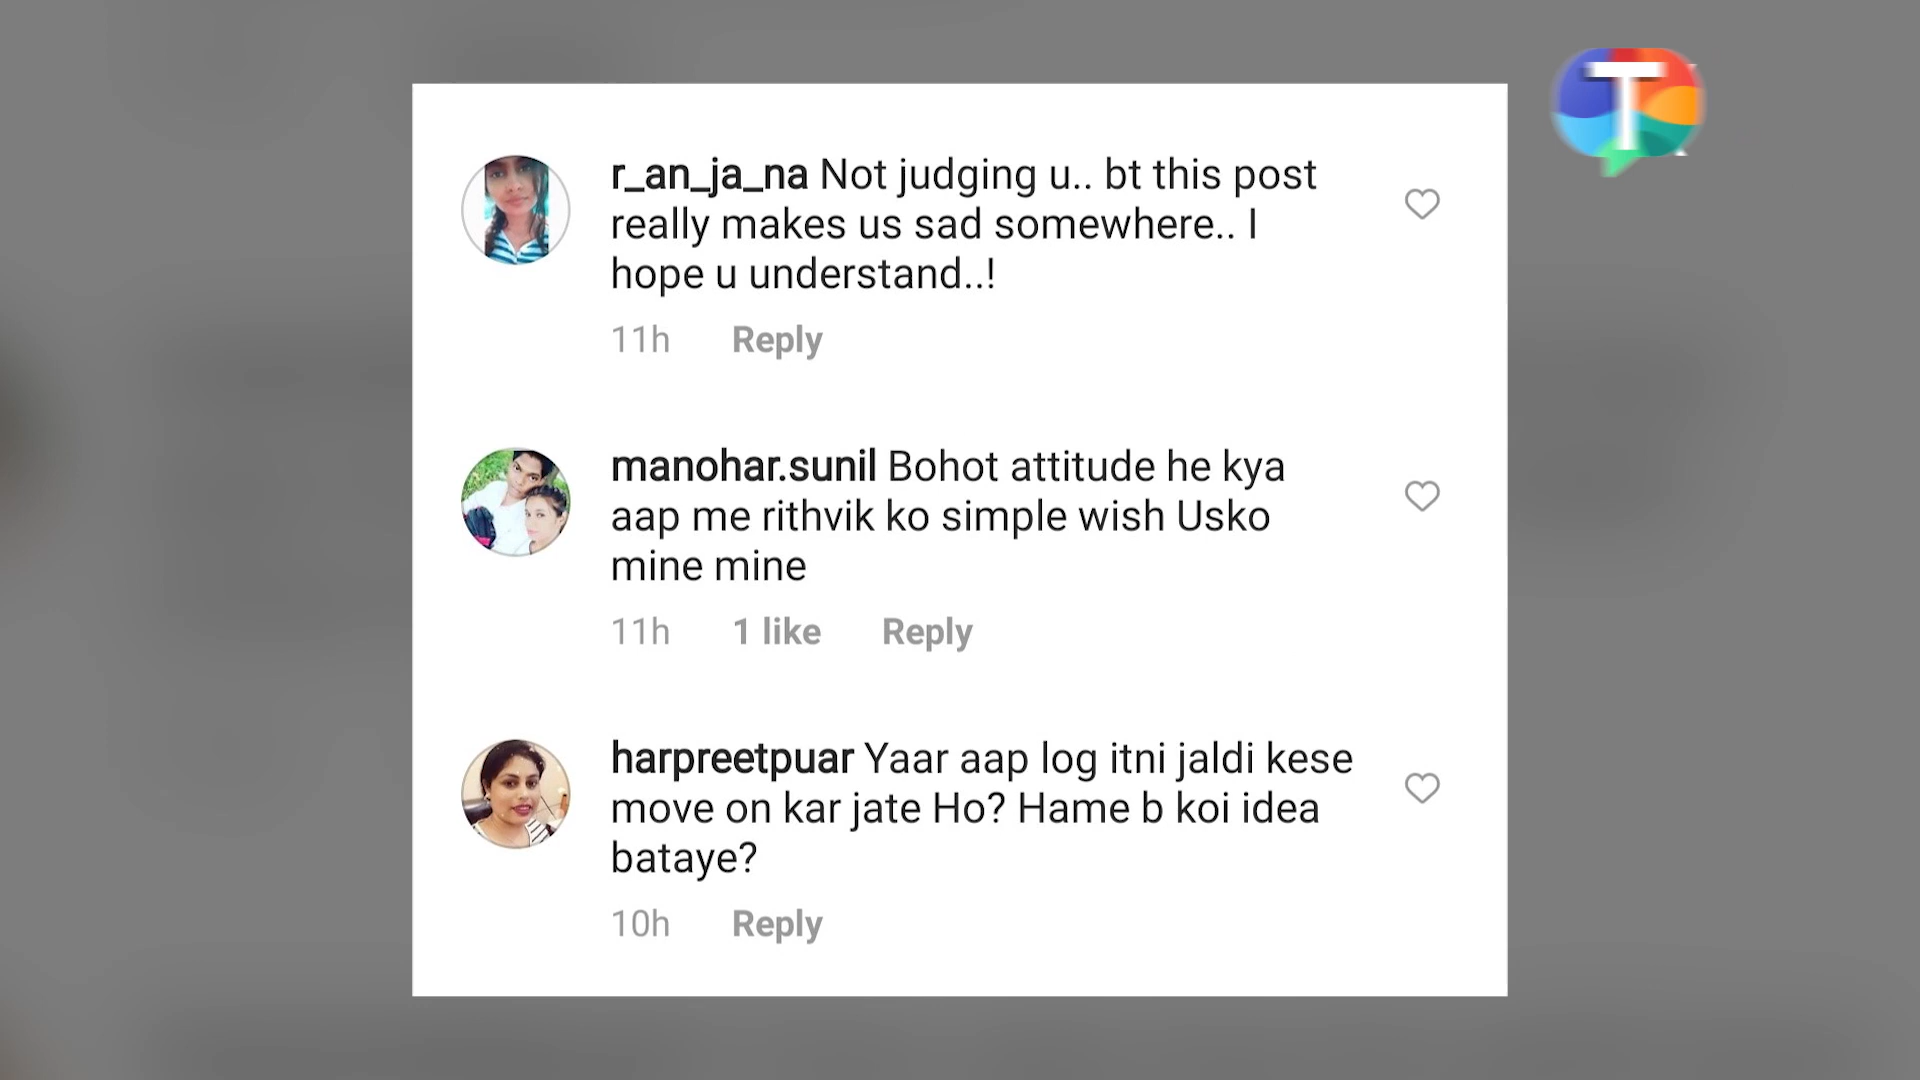 T
r_an_ja_na Not judging u.. bt this post
really makes us sad somewhere.. I
hope u understand..!
11h Reply
manohar.sunil Bohot attitude he kya
aap me rithvik ko simple wish Usko
mine mine
11h 1 like Reply
harpreetpuar Yaar aap log itni jaldi kese
move on kar jate Ho? Hame b koi idea
bataye?
10h Reply